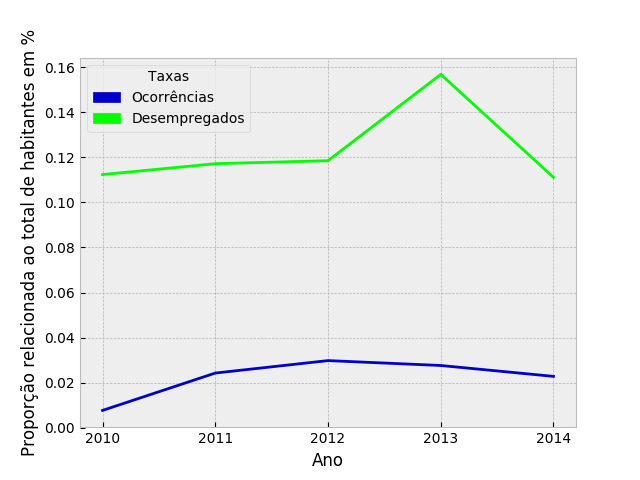 Proporção relacionada ao total de habitantes em %
0.16
0.14
0.12
0.10
0.08
0.06
0.04
0.02
0.00
Taxas
Ocorrências
Desempregados
2010 2011 2012 2013 2014
Ano